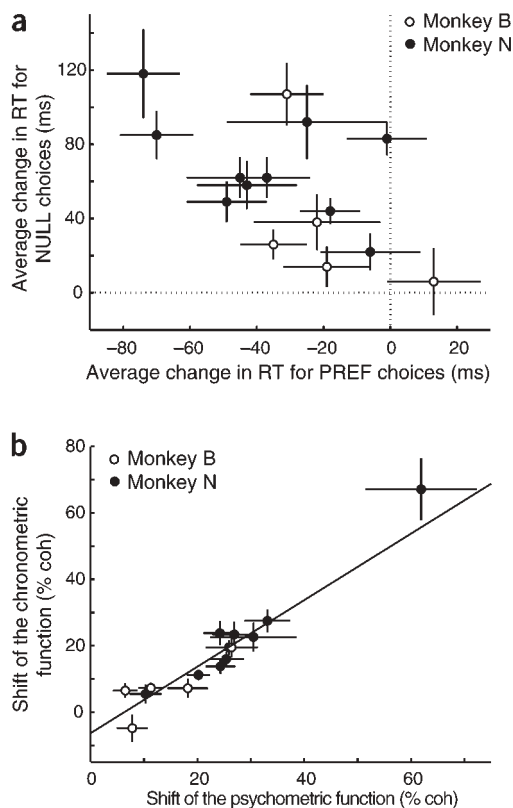 a
Monkey B
Monkey N
Average change in RT for
NULL choices (ms)
120
80
40
0
−80 −60 −40 −20 0 20
Average change in RT for PREF choices (ms)
b
Monkey B
Monkey N
Shift of the chronometric
function (% coh)
80
60
40
20
0
0 20 40 60
Shift of the psychometric function (% coh)